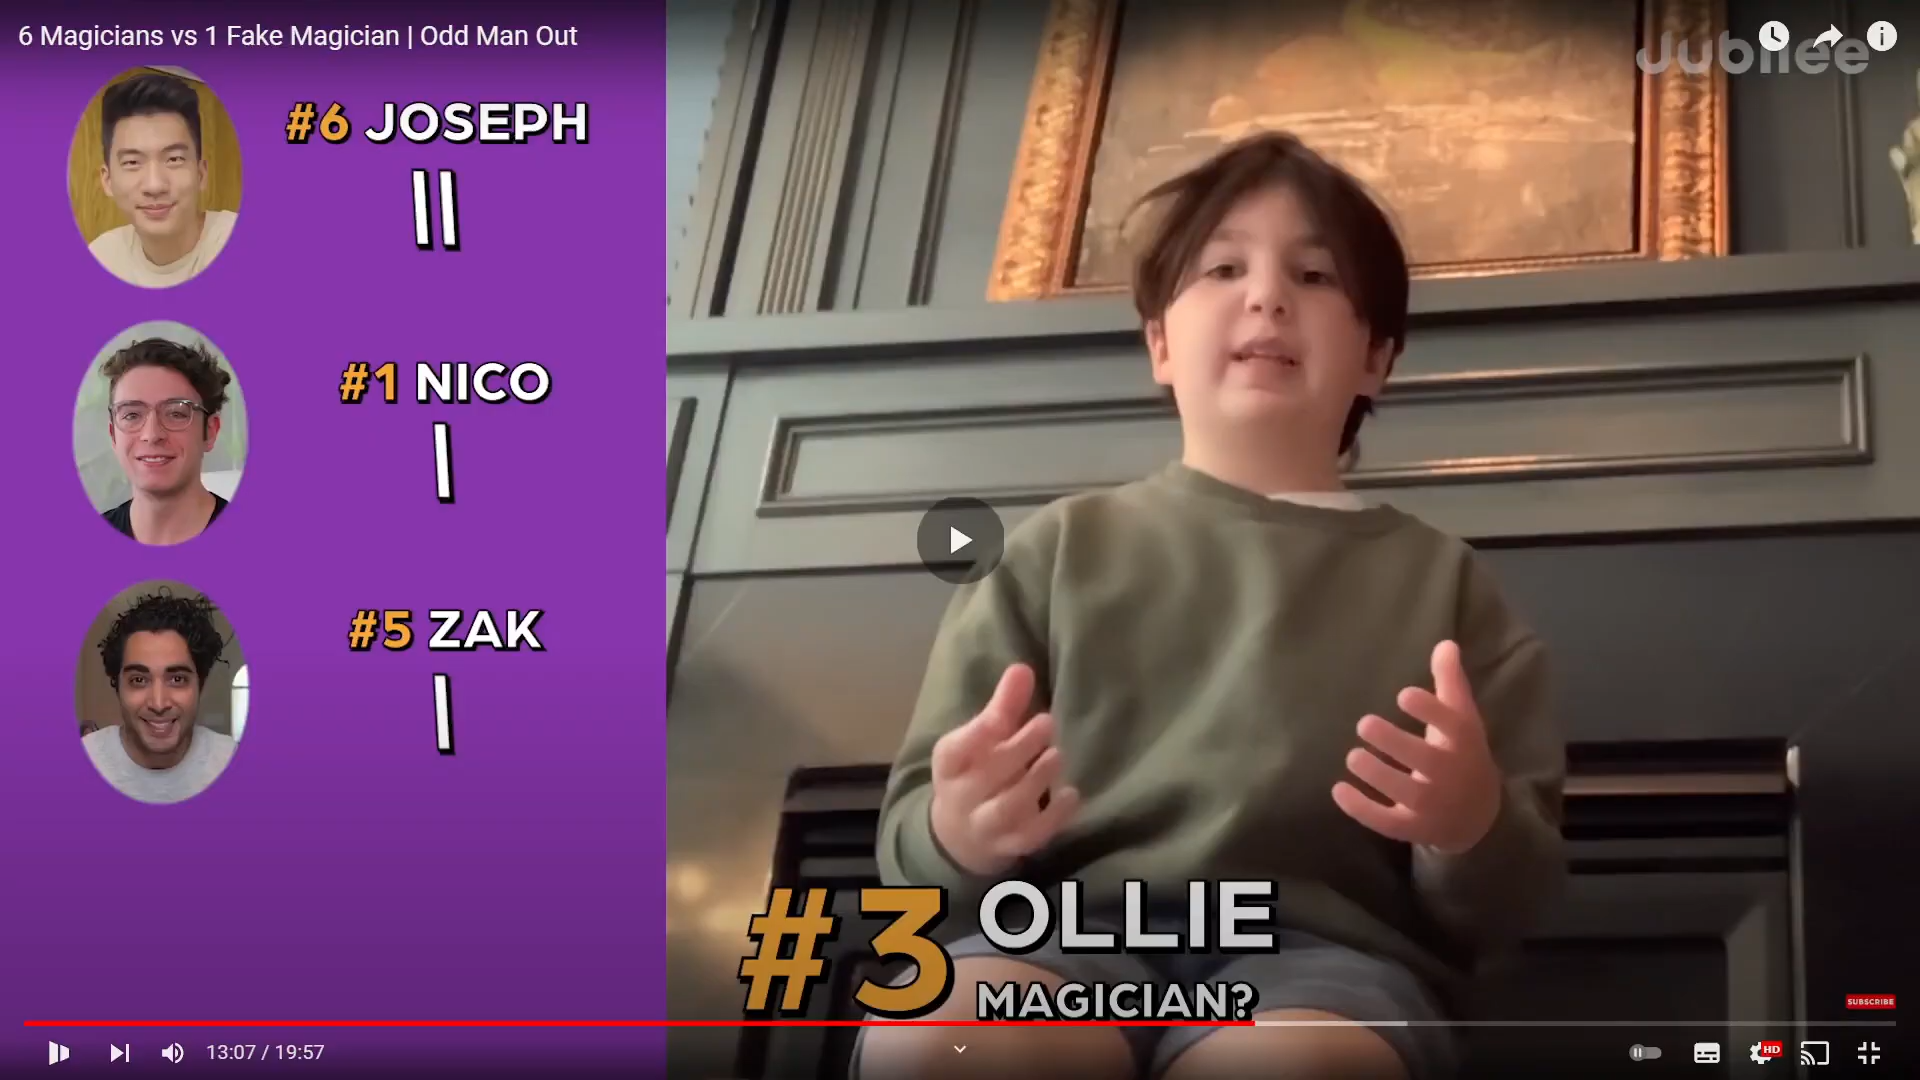 6 Magicians vs 1 Fake Magician | Odd Man Out
Jubilee
#6 JOSEPH
#1 NICO
#5 ZAK
#3 OLLIE
MAGICIAN?
SUBSCRIBE
13:07 / 19:57
HD